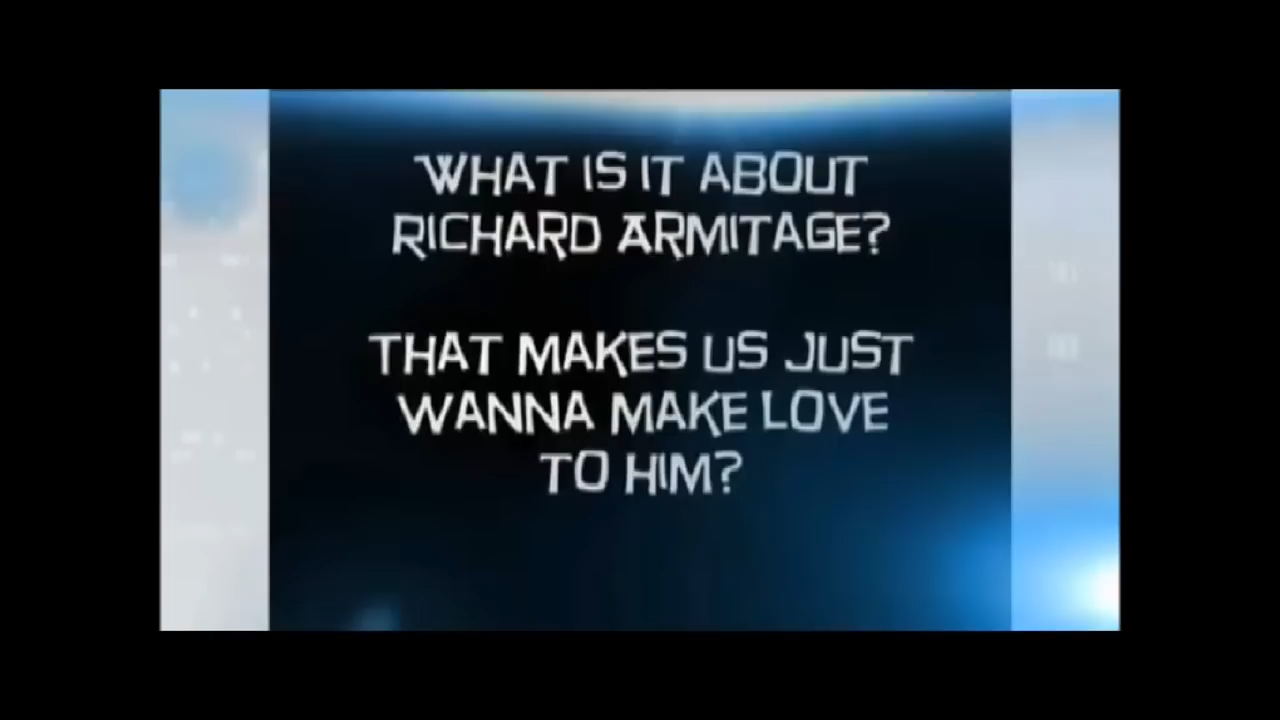 WHAT IS IT ABOUT
RICHARD ARMITAGE?
THAT MAKES US JUST
WANNA MAKE LOVE
TO HIM?